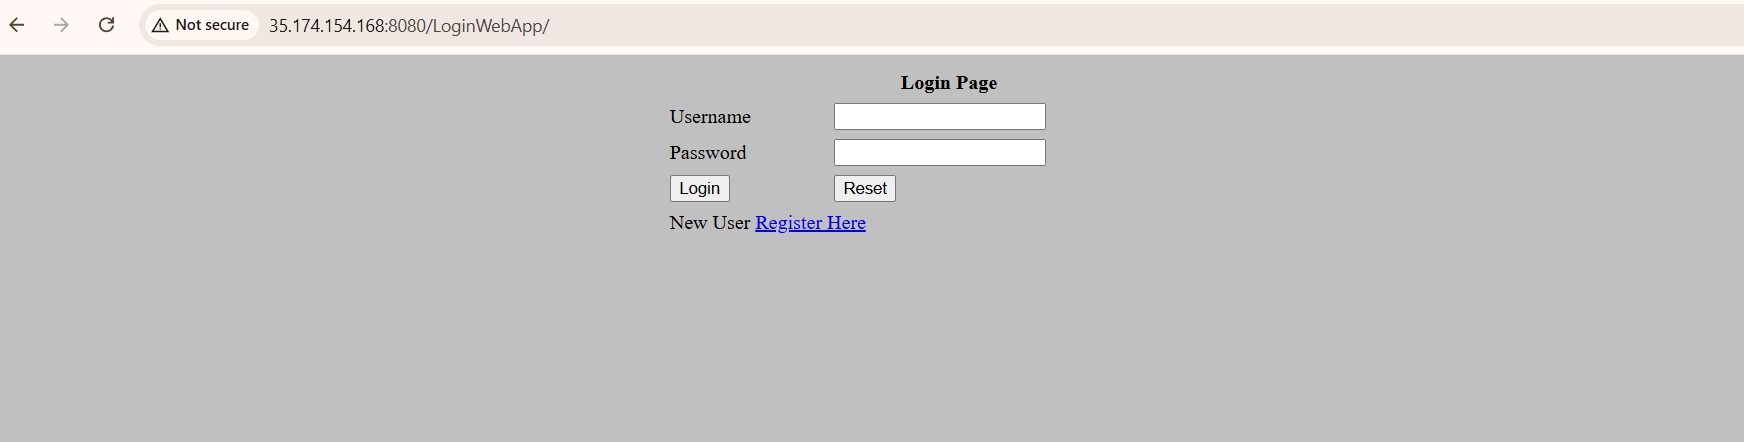 Not secure 35.174.154.168:8080/LoginWebApp/
Login Page
Username
Password
Login Reset
New User Register Here